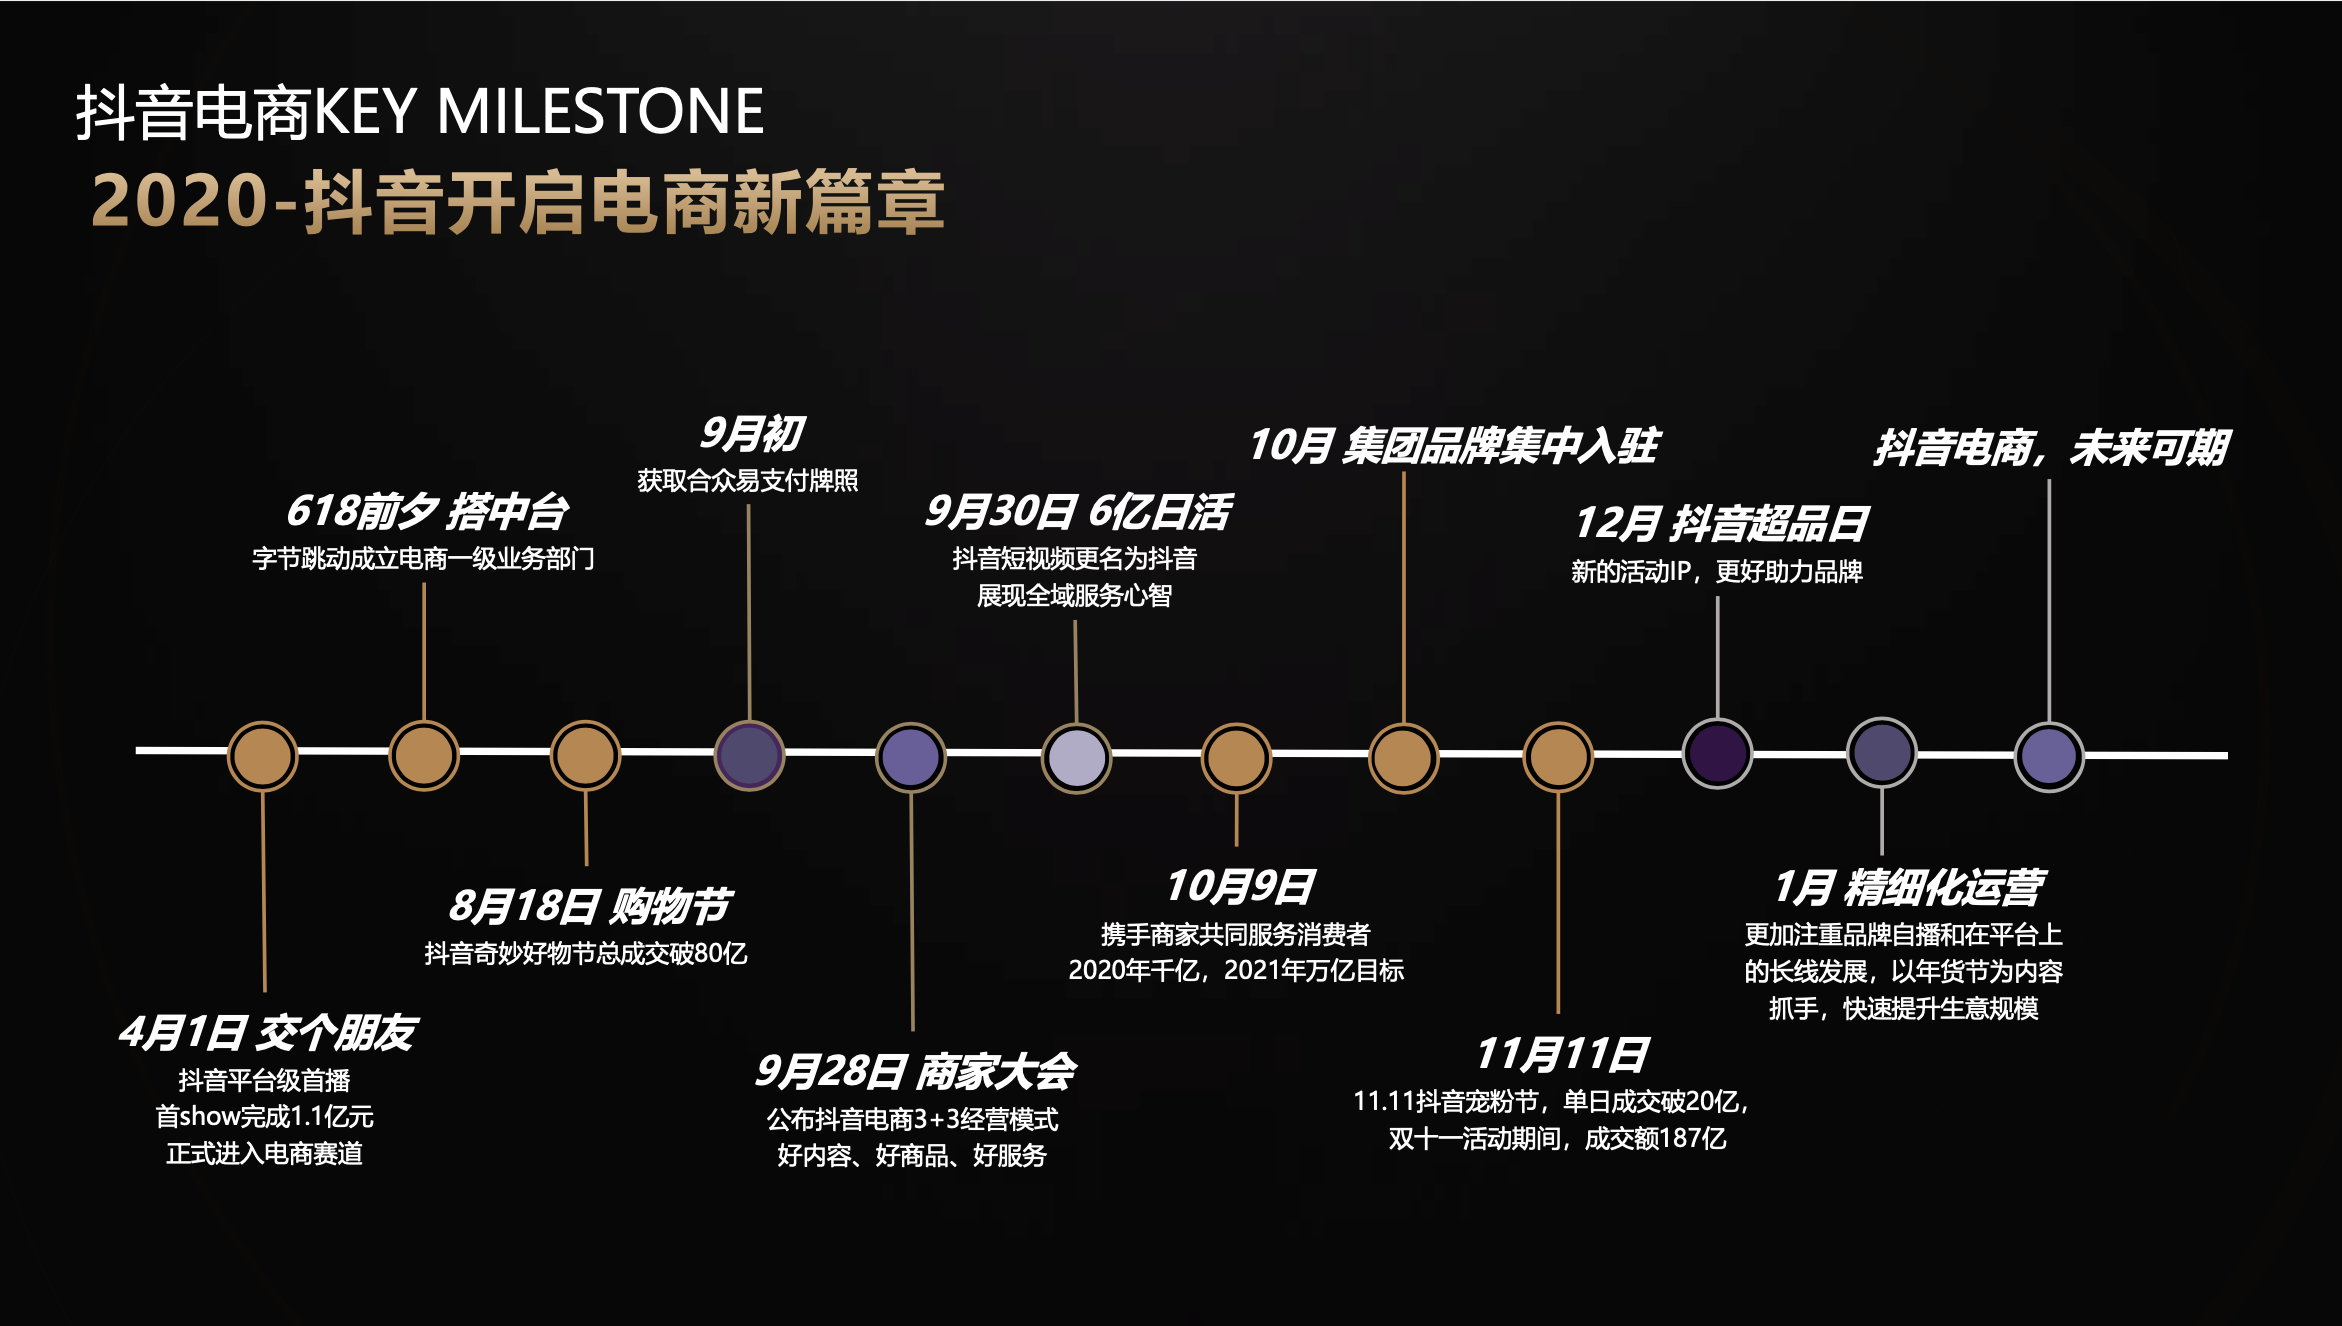 抖音电商KEY MILESTONE
2020-抖音开启电商新篇章
4月1日 交个朋友
抖音平台级首播
首show完成1.1亿元
正式进入电商赛道
618前夕 搭中台
字节跳动成立电商一级业务部门
8月18日 购物节
抖音奇妙好物节总成交破80亿
9月初
获取合众易支付牌照
9月28日 商家大会
公布抖音电商3+3经营模式
好内容、好商品、好服务
9月30日 6亿日活
抖音短视频更名为抖音
展现全域服务心智
10月9日
携手商家共同服务消费者
2020年千亿，2021年万亿目标
10月 集团品牌集中入驻
11月11日
11.11抖音宠粉节，单日成交破20亿，
双十一活动期间，成交额187亿
12月 抖音超品日
新的活动IP，更好助力品牌
1月 精细化运营
更加注重品牌自播和在平台上
的长线发展，以年货节为内容
抓手，快速提升生意规模
抖音电商，未来可期